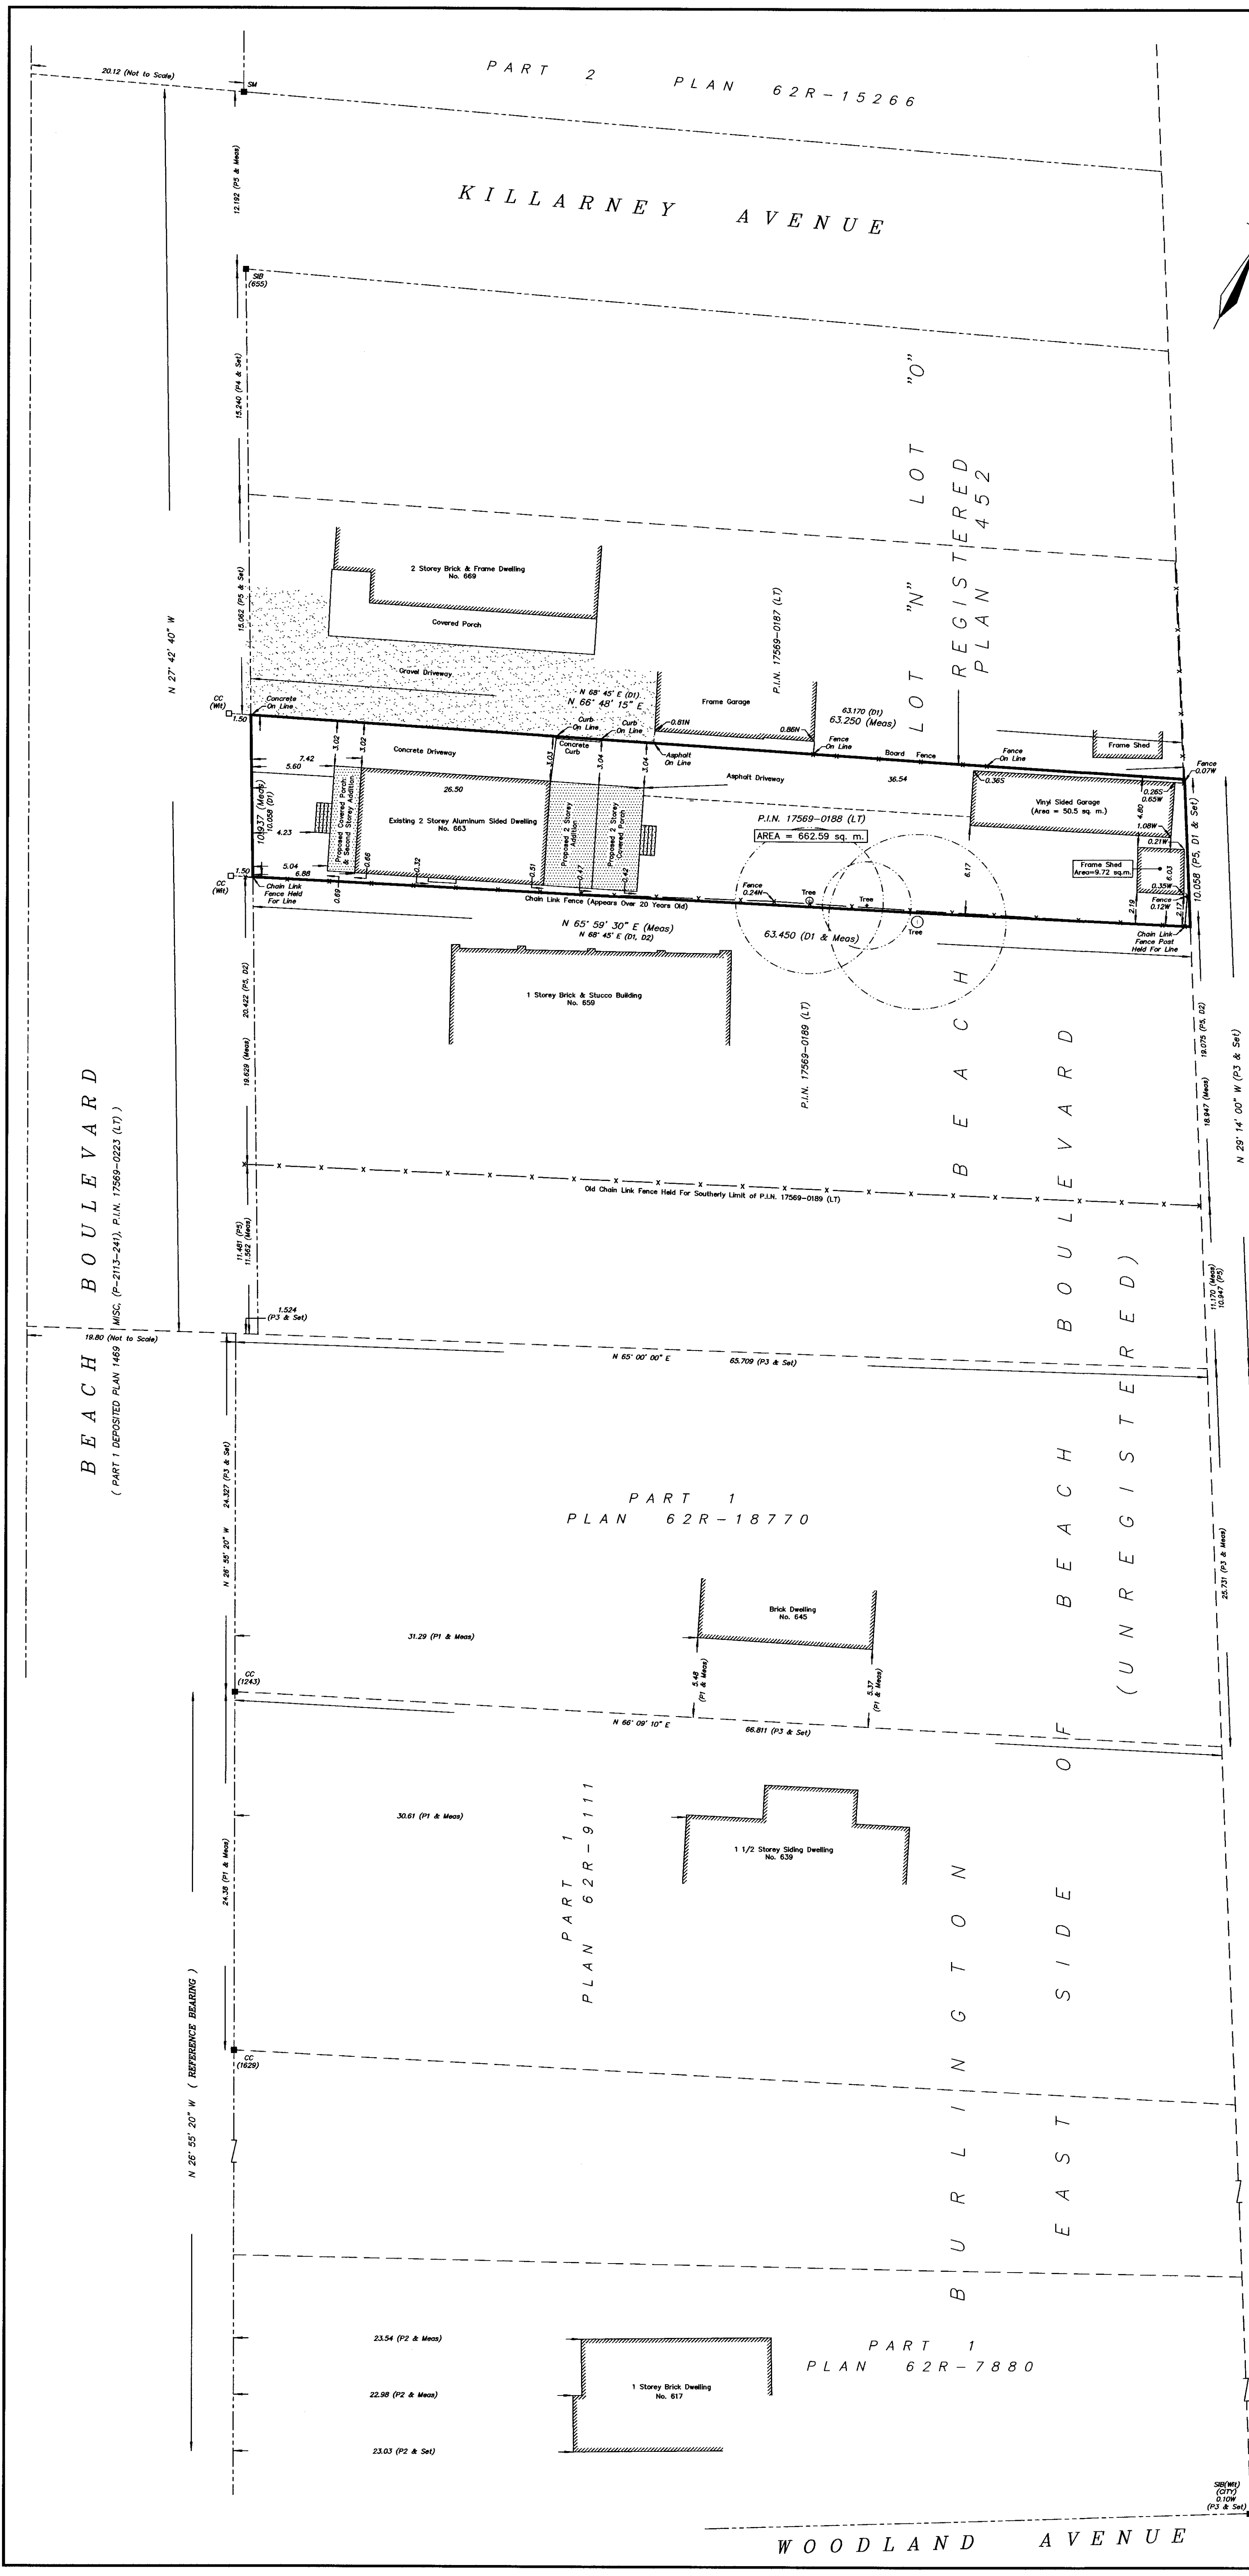 PART 2 PLAN 62R-15266
20.12 (Not to Scale)
SM
KILLARNEY AVENUE
12.192 (P5 & Meas)
SIB
(655)
15.240 (P4 & Set)
LOT "O"
LOT "N"
REGISTERED
PLAN 452
15.062 (P5 & Set)
N 27° 42' 40" W
2 Storey Brick & Frame Dwelling
No. 669
Covered Porch
Gravel Driveway
P.I.N. 17569-0187 (LT)
N 68° 45' E (D1)
N 66° 48' 15" E
63.170 (D1)
63.250 (Meas)
Frame Garage
0.81N
0.86N
CC
(Wit)
1.50
Concrete
On Line
Curb
On Line
Curb
On Line
Concrete
Curb
Asphalt
On Line
Fence
On Line
Board Fence
Fence
On Line
Frame Shed
Fence
0.07W
3.02
3.02
3.03
3.04
3.04
Concrete Driveway
Asphalt Driveway
36.54
0.36S
7.42
5.60
26.50
10.937 (Meas)
10.058 (D1)
4.23
Proposed Covered Porch
& Second Storey Addition
Existing 2 Storey Aluminum Sided Dwelling
No. 663
Proposed 2 Storey
Addition
Proposed 2 Storey
Covered Porch
P.I.N. 17569-0188 (LT)
AREA = 662.59 sq. m.
Vinyl Sided Garage
(Area = 50.5 sq. m.)
0.26S
0.65W
4.60
1.08W
0.21W
Frame Shed
Area=9.72 sq.m.
6.03
0.35W
Fence
0.12W
2.19
2.17
10.058 (P5, D1 & Set)
6.17
5.04
6.88
0.66
0.69
0.32
0.51
0.47
0.42
1.50
CC
(Wit)
Chain Link
Fence Held
For Line
Chain Link Fence (Appears Over 20 Years Old)
Fence
0.24N
Tree
Tree
Tree
Chain Link
Fence Post
Held For Line
N 65° 59' 30" E (Meas)
N 68° 45' E (D1, D2)
63.450 (D1 & Meas)
1 Storey Brick & Stucco Building
No. 659
P.I.N. 17569-0189 (LT)
20.422 (P5, D2)
19.629 (Meas)
19.075 (P5, D2)
18.947 (Meas)
N 29° 14' 00" W (P3 & Set)
Old Chain Link Fence Held For Southerly Limit of P.I.N. 17569-0189 (LT)
BEACH BOULEVARD
( PART 1 DEPOSITED PLAN 1469 MISC, (P-2113-241), P.I.N. 17569-0223 (LT) )
11.481 (P5)
11.562 (Meas)
11.170 (Meas)
10.947 (P5)
1.524
(P3 & Set)
19.80 (Not to Scale)
N 65° 00' 00" E 65.709 (P3 & Set)
N 26° 55' 20" W 24.327 (P3 & Set)
PART 1
PLAN 62R-18770
Brick Dwelling
No. 645
31.29 (P1 & Meas)
5.48
(P1 & Meas)
5.37
(P1 & Meas)
25.731 (P3 & Meas)
CC
(1243)
N 66° 09' 10" E 66.811 (P3 & Set)
30.61 (P1 & Meas)
1 1/2 Storey Siding Dwelling
No. 639
24.38 (P1 & Meas)
PART 1
PLAN 62R-9111
CC
(1629)
N 26° 55' 20" W ( REFERENCE BEARING )
BURLINGTON BEACH
EAST SIDE OF BEACH BOULEVARD
(UNREGISTERED)
23.54 (P2 & Meas)
PART 1
PLAN 62R-7880
1 Storey Brick Dwelling
No. 617
22.98 (P2 & Meas)
23.03 (P2 & Set)
SIB(Wit)
(CITY)
0.10W
(P3 & Set)
WOODLAND AVENUE